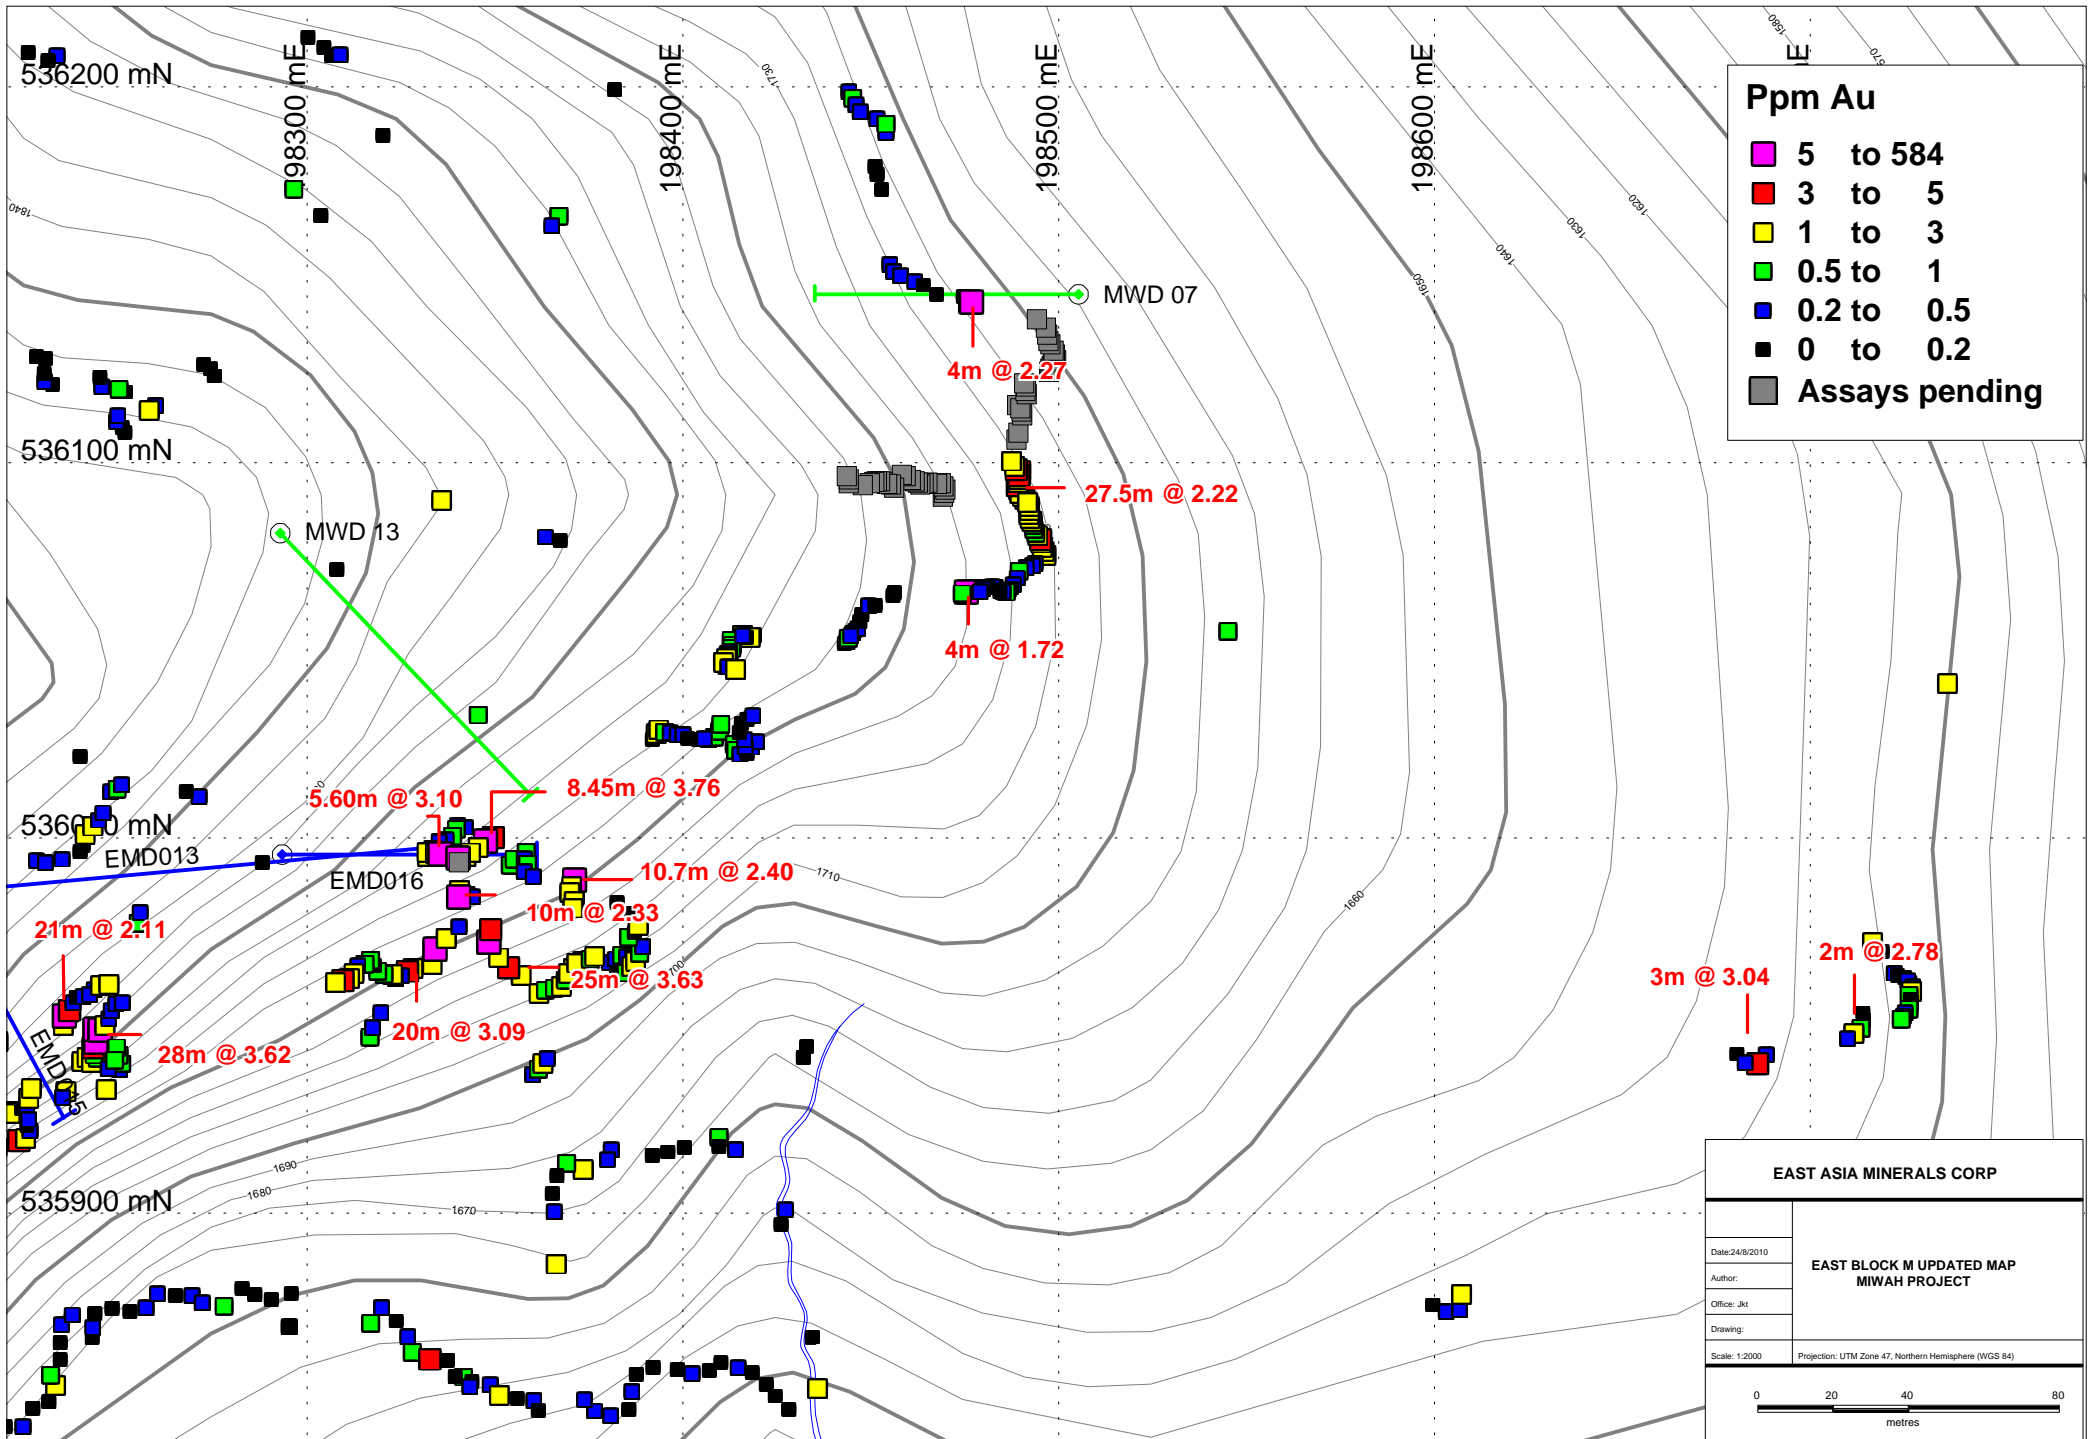 536200 mN
198300 mE
198400 mE
198500 mE
198600 mE
mE
1730
1580
570
1840
1620
1630
1640
1650
Ppm Au
5 to 584
3 to 5
1 to 3
0.5 to 1
0.2 to 0.5
0 to 0.2
Assays pending
MWD 07
4m @ 2.27
536100 mN
27.5m @ 2.22
MWD 13
4m @ 1.72
8.45m @ 3.76
5.60m @ 3.10
EMD013
EMD016
10.7m @ 2.40
1710
10m @ 2.33
1660
21m @ 2.11
2m @ 2.78
3m @ 3.04
25m @ 3.63
20m @ 3.09
28m @ 3.62
1690
1680
1670
535900 mN
EAST ASIA MINERALS CORP
Date:24/8/2010
Author:
Office: Jkt
Drawing:
EAST BLOCK M UPDATED MAP
MIWAH PROJECT
Scale: 1:2000
Projection: UTM Zone 47, Northern Hemisphere (WGS 84)
0 20 40 80
metres